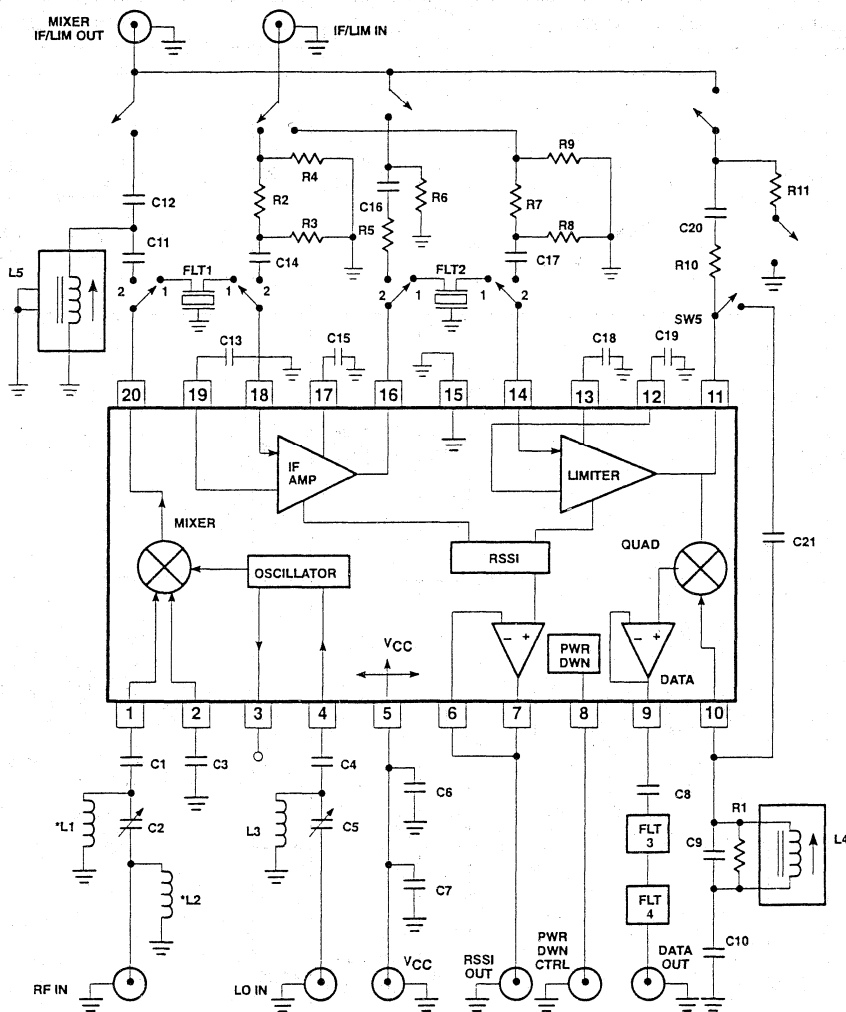 MIXER
IF/LIM OUT
IF/LIM IN
R9
R4
R11
C12
R2
C16
R6
R7
C20
R3
R5
R8
C11
L5
FLT1
C14
FLT2
C17
R10
2
1
1
2
2
1
1
2
SW5
C13
C15
C18
C19
20
19
18
17
16
15
14
13
12
11
IF
AMP
LIMITER
MIXER
RSSI
QUAD
C21
OSCILLATOR
VCC
− +
PWR
DWN
− +
DATA
1
2
3
4
5
6
7
8
9
10
C1
C3
C4
C6
C8
R1
*L1
C2
L3
C5
FLT
3
C9
L4
*L2
C7
FLT
4
C10
RF IN
LO IN
VCC
RSSI
OUT
PWR
DWN
CTRL
DATA
OUT